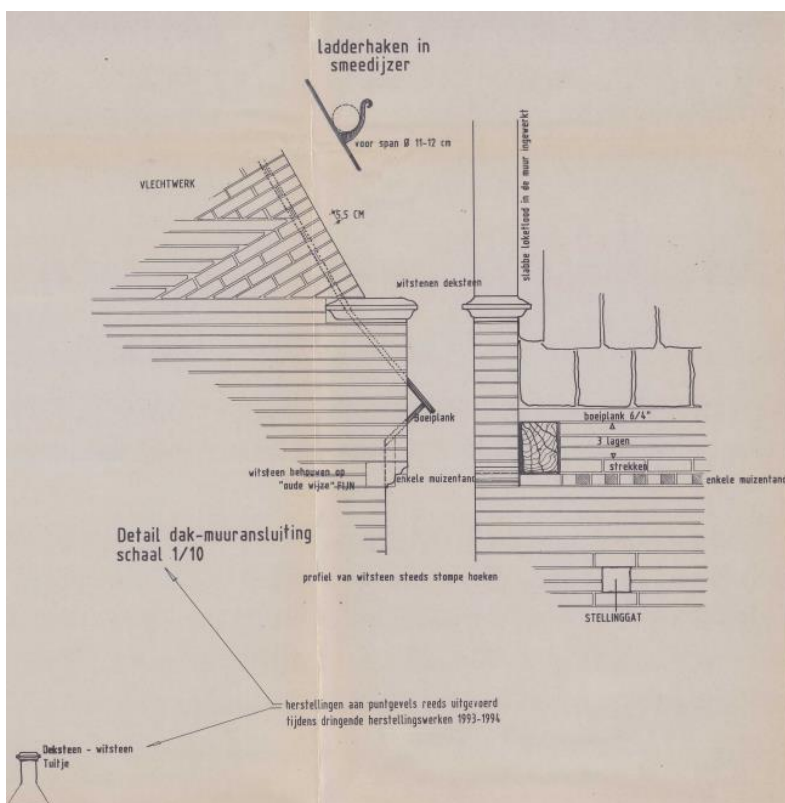 ladderhaken in
smeedijzer
voor span Ø 11-12 cm
VLECHTWERK
5.5 CM
slabbe loketlood in de muur ingewerkt
witstenen deksteen
Boeiplank
boeiplank 6/4"
3 lagen
strekken
witsteen behouwen op
"oude wijze" FIJN
enkele muizentand
enkele muizentand
Detail dak-muuransluiting
schaal 1/10
profiel van witsteen steeds stompe hoeken
STELLINGGAT
herstellingen aan puntgevels reeds uitgevoerd
tijdens dringende herstellingswerken 1993-1994
Deksteen - witsteen
Tuitje